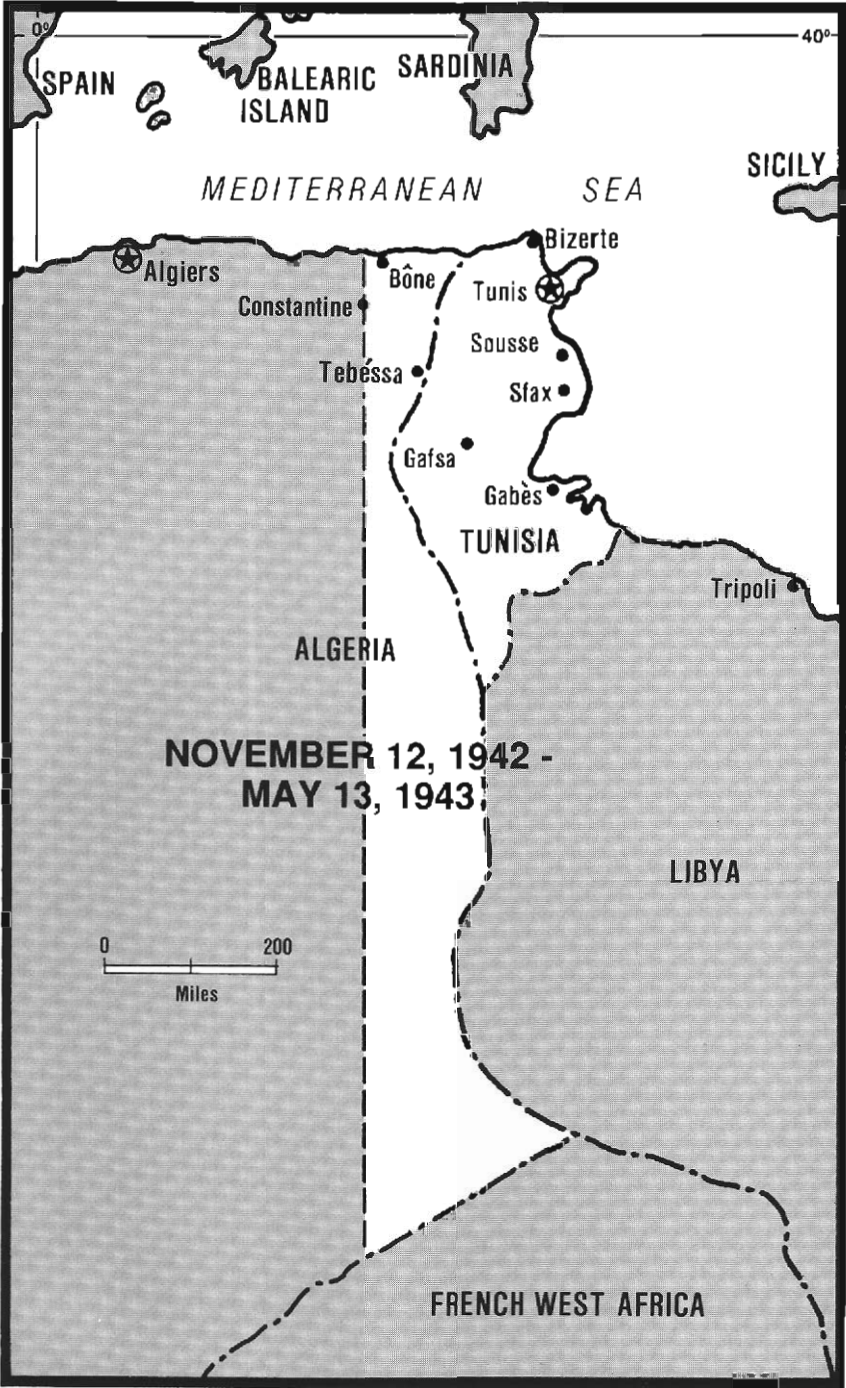 0°
40°
SPAIN
BALEARIC
ISLAND
SARDINIA
SICILY
MEDITERRANEAN SEA
Bizerte
Algiers
Bône
Tunis
Constantine
Sousse
Tebéssa
Sfax
Gafsa
Gabès
TUNISIA
Tripoli
ALGERIA
NOVEMBER 12, 1942 -
MAY 13, 1943
LIBYA
0 200
Miles
FRENCH WEST AFRICA